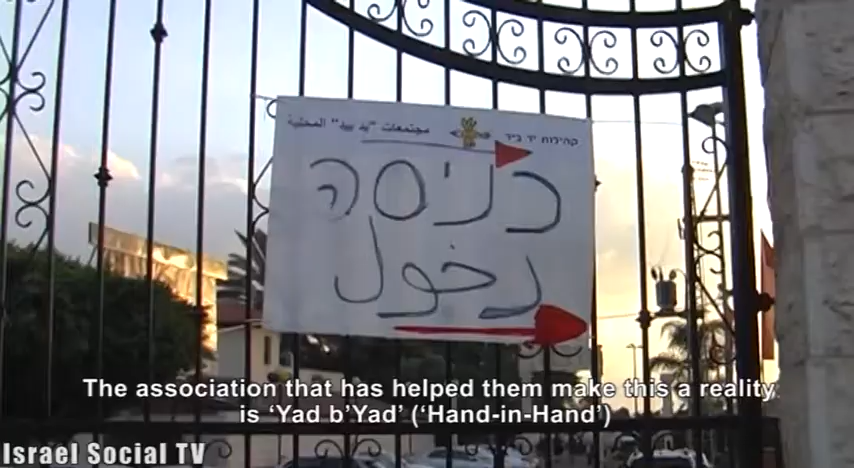 קהילות יד ביד
مجتمعات "يد بيد" المحلية
כניסה
دخول
The association that has helped them make this a reality
is ‘Yad b’Yad’ (‘Hand-in-Hand’)
Israel Social TV